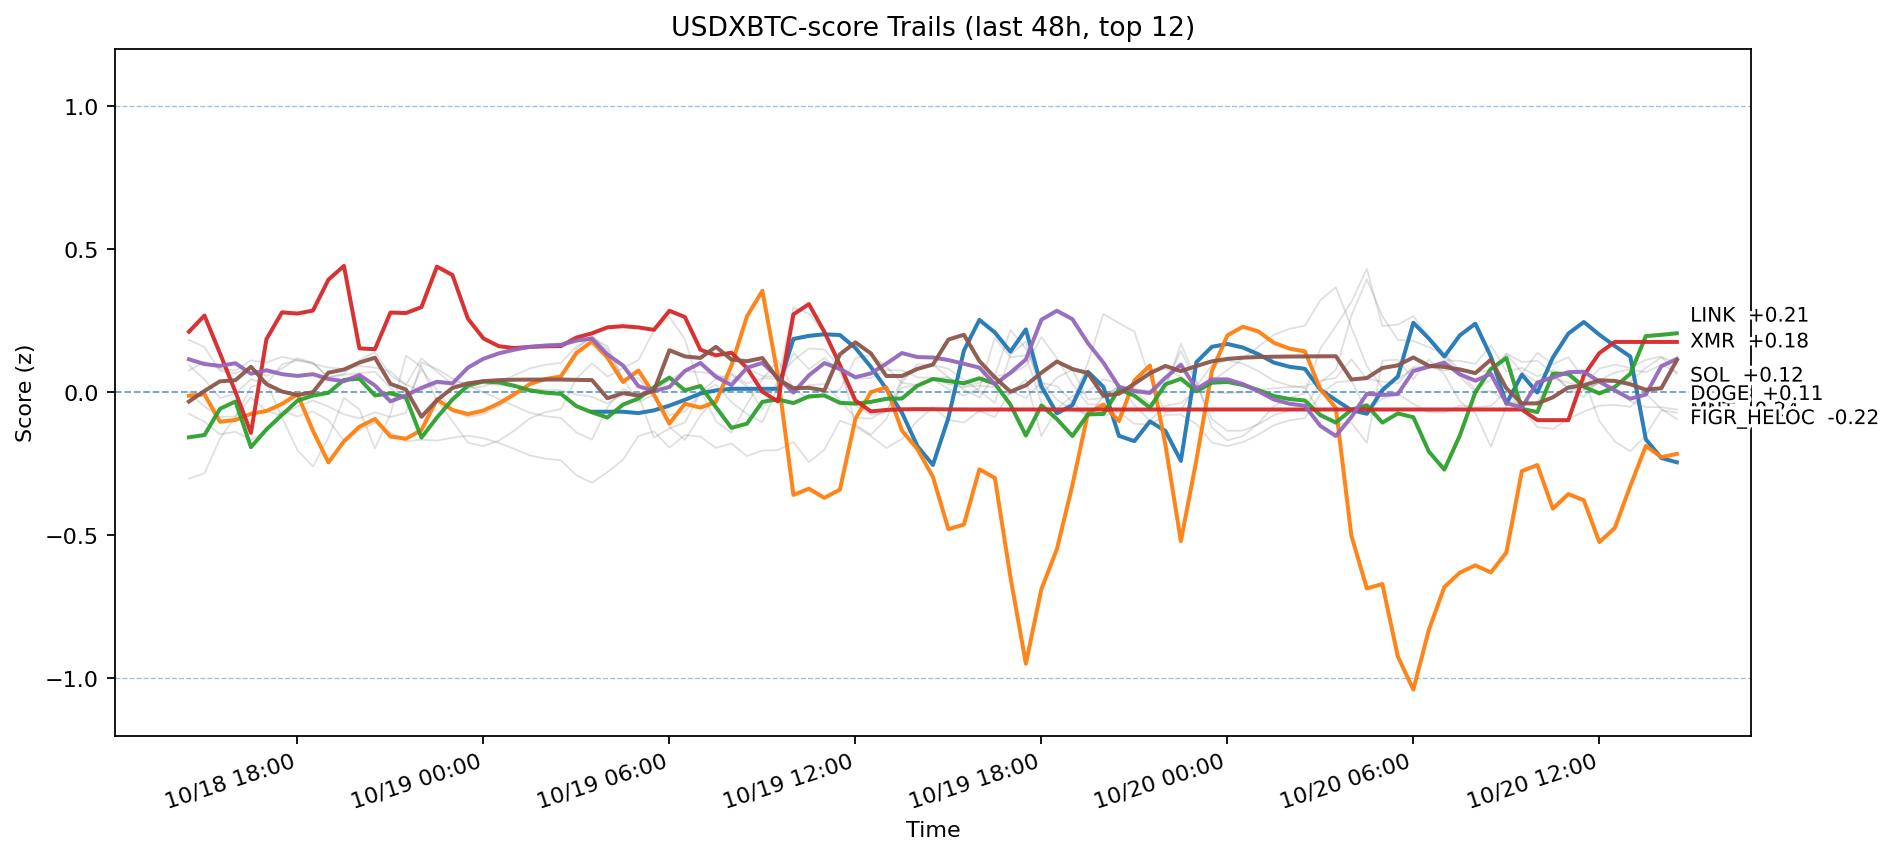 USDXBTC-score Trails (last 48h, top 12)
Score (z)
1.0
0.5
0.0
−0.5
−1.0
LINK +0.21
XMR +0.18
SOL +0.12
DOGE +0.11
FIGR_HELOC -0.22
10/18 18:00
10/19 00:00
10/19 06:00
10/19 12:00
10/19 18:00
10/20 00:00
10/20 06:00
10/20 12:00
Time